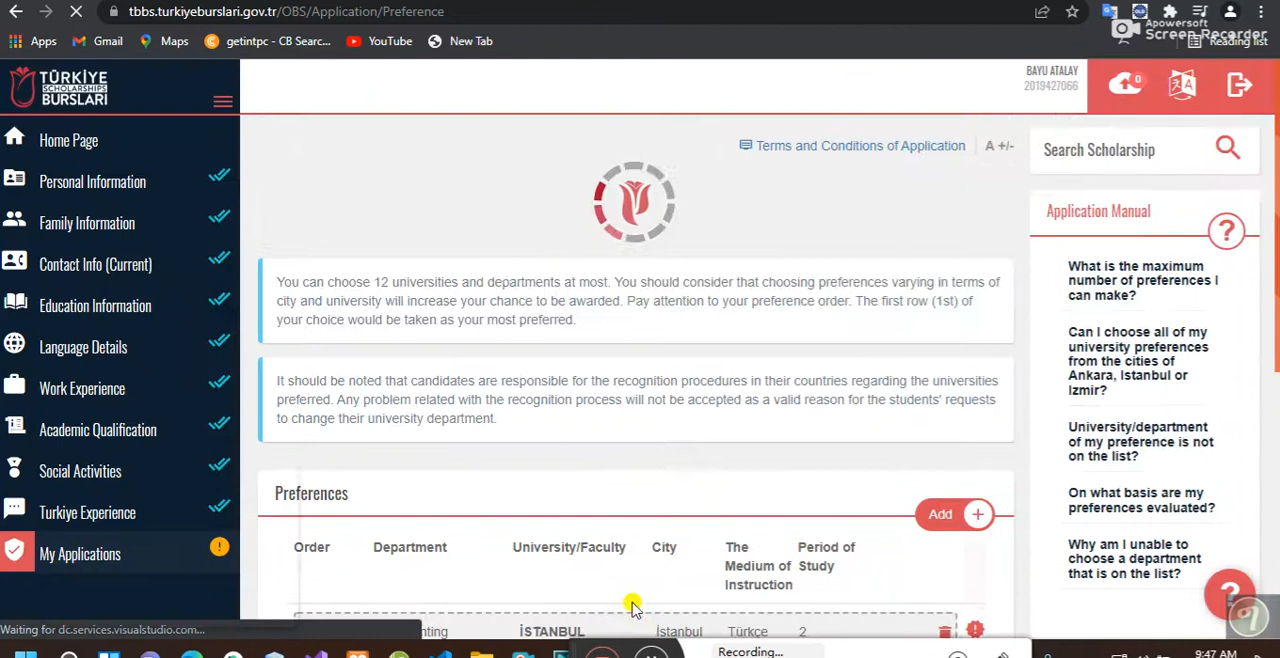 tbbs.turkiyeburslari.gov.tr/OBS/Application/Preference
Apps Gmail Maps getintpc - CB Searc... YouTube New Tab Reading list
Apowersoft
Screen Recorder
TÜRKİYE
SCHOLARSHIPS
BURSLARI
BAYU ATALAY
2019427066
0
Home Page
Personal Information
Family Information
Contact Info (Current)
Education Information
Language Details
Work Experience
Academic Qualification
Social Activities
Turkiye Experience
My Applications
Terms and Conditions of Application A +/-
You can choose 12 universities and departments at most. You should consider that choosing preferences varying in terms of
city and university will increase your chance to be awarded. Pay attention to your preference order. The first row (1st) of
your choice would be taken as your most preferred.
It should be noted that candidates are responsible for the recognition procedures in their countries regarding the universities
preferred. Any problem related with the recognition process will not be accepted as a valid reason for the students' requests
to change their university department.
Preferences
Add +
Order Department University/Faculty City The Medium of Instruction Period of Study
İSTANBUL İstanbul Türkçe 2
Search Scholarship
Application Manual
?
What is the maximum
number of preferences I
can make?
Can I choose all of my
university preferences
from the cities of
Ankara, Istanbul or
Izmir?
University/department
of my preference is not
on the list?
On what basis are my
preferences evaluated?
Why am I unable to
choose a department
that is on the list?
?
Waiting for dc.services.visualstudio.com...
Recording...
9:47 AM